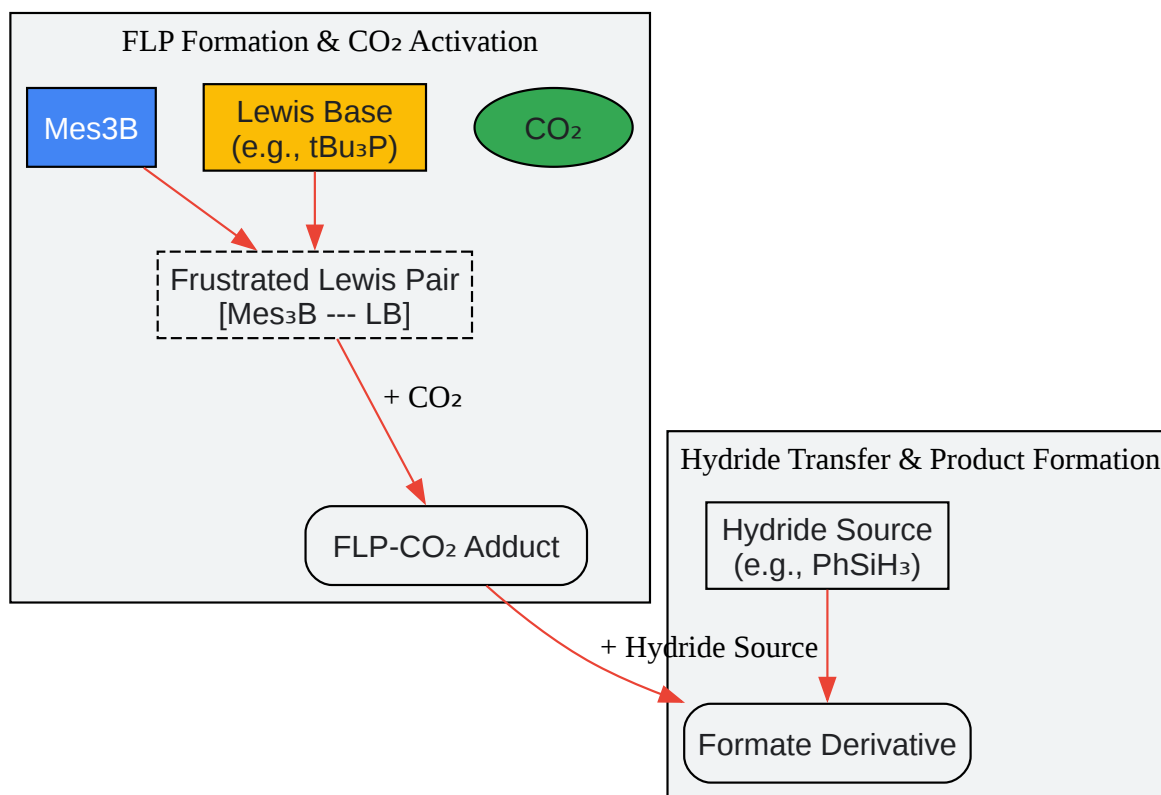 FLP Formation & CO₂ Activation
Mes3B
Lewis Base
(e.g., tBu₃P)
CO₂
Frustrated Lewis Pair
[Mes₃B --- LB]
+ CO₂
FLP-CO₂ Adduct
Hydride Transfer & Product Formation
Hydride Source
(e.g., PhSiH₃)
+ Hydride Source
Formate Derivative